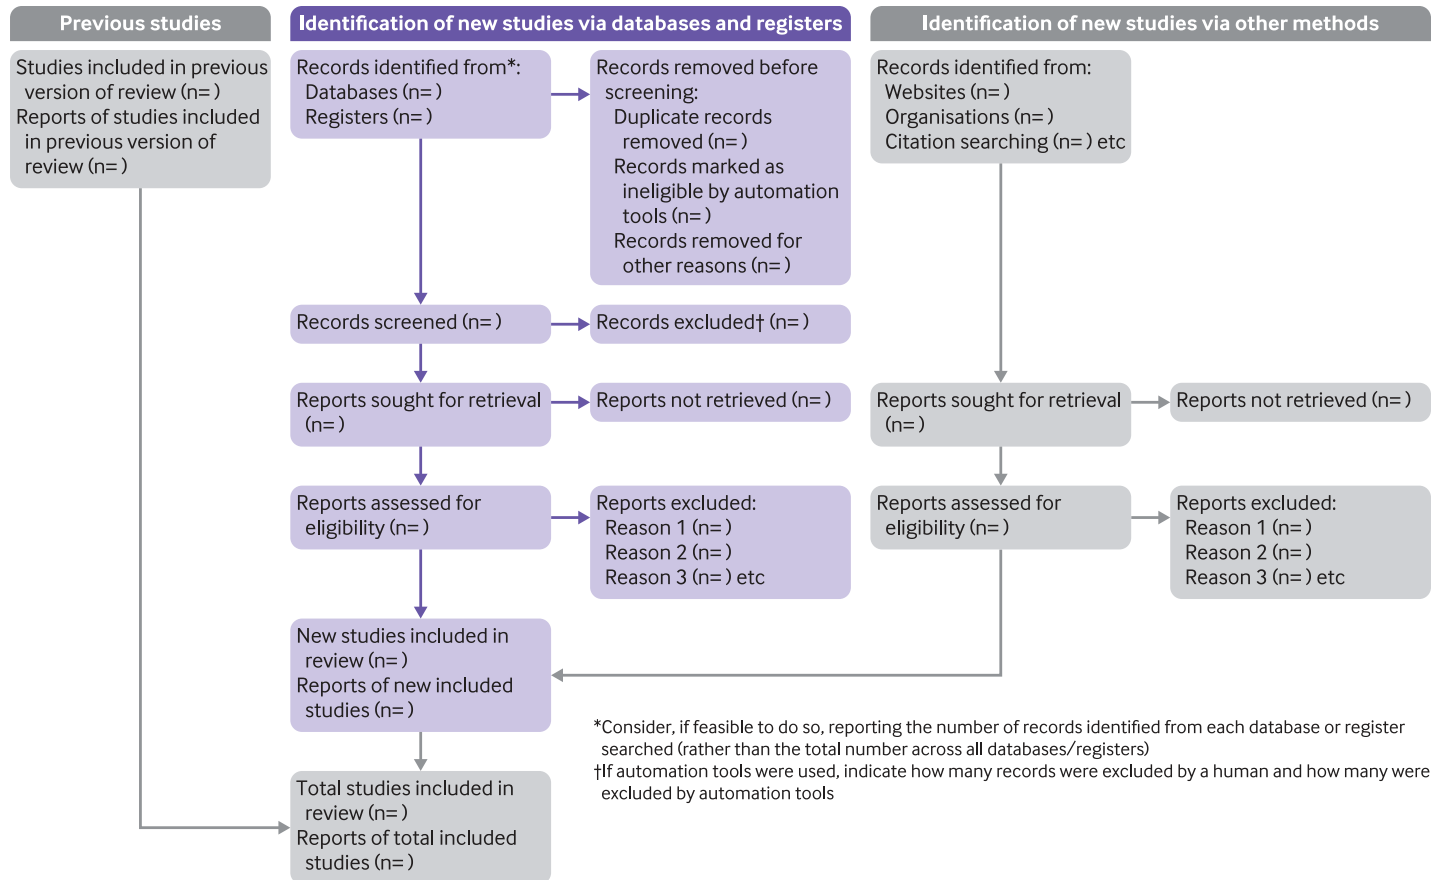 Previous studies
Studies included in previous
version of review (n= )
Reports of studies included
in previous version of
review (n= )
Identification of new studies via databases and registers
Records identified from*:
Databases (n= )
Registers (n= )
Records removed before
screening:
Duplicate records
removed (n= )
Records marked as
ineligible by automation
tools (n= )
Records removed for
other reasons (n= )
Records screened (n= )
Records excluded† (n= )
Reports sought for retrieval
(n= )
Reports not retrieved (n= )
Reports assessed for
eligibility (n= )
Reports excluded:
Reason 1 (n= )
Reason 2 (n= )
Reason 3 (n= ) etc
New studies included in
review (n= )
Reports of new included
studies (n= )
Total studies included in
review (n= )
Reports of total included
studies (n= )
Identification of new studies via other methods
Records identified from:
Websites (n= )
Organisations (n= )
Citation searching (n= ) etc
Reports sought for retrieval
(n= )
Reports not retrieved (n= )
Reports assessed for
eligibility (n= )
Reports excluded:
Reason 1 (n= )
Reason 2 (n= )
Reason 3 (n= ) etc
*Consider, if feasible to do so, reporting the number of records identified from each database or register
searched (rather than the total number across all databases/registers)
†If automation tools were used, indicate how many records were excluded by a human and how many were
excluded by automation tools